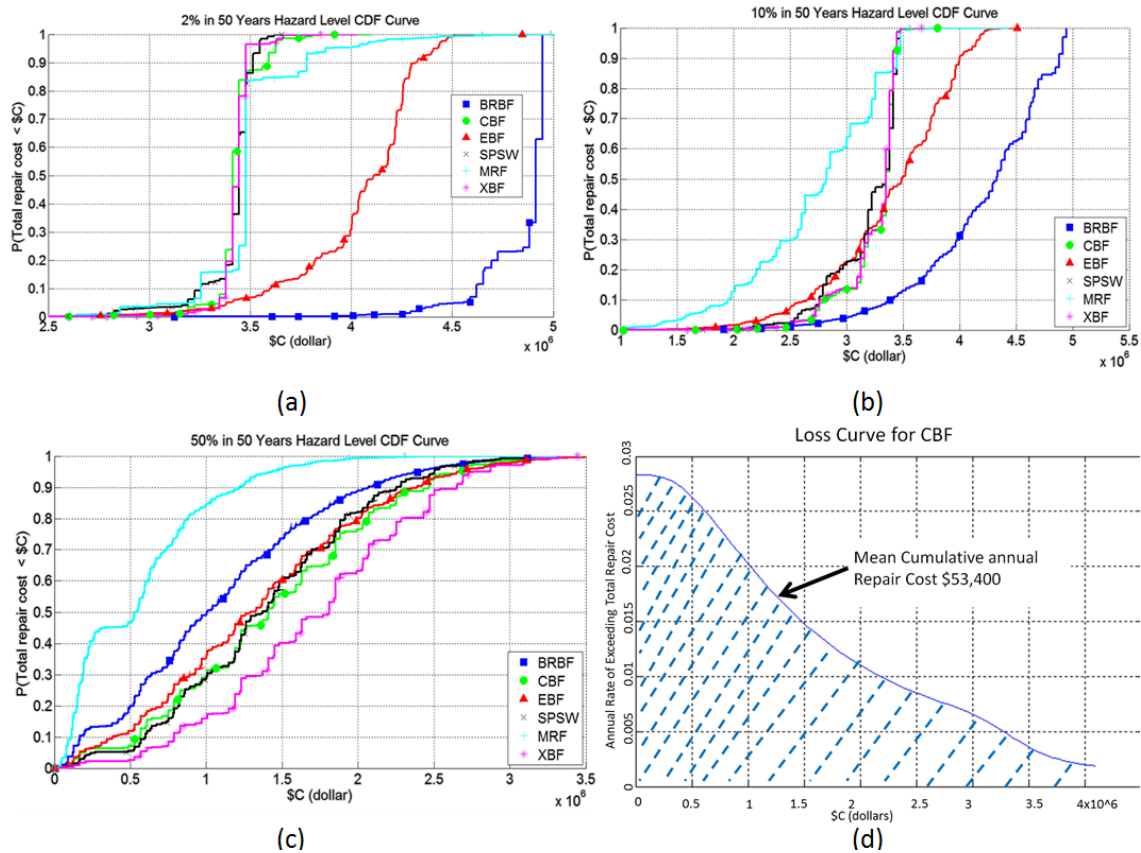 2% in 50 Years Hazard Level CDF Curve
P(Total repair cost < $C)
1
0.9
0.8
0.7
0.6
0.5
0.4
0.3
0.2
0.1
0
BRBF
CBF
EBF
SPSW
MRF
XBF
2.5 3 3.5 4 4.5 5
x 10^6
$C (dollar)
(a)
10% in 50 Years Hazard Level CDF Curve
P(Total repair cost < $C)
1
0.9
0.8
0.7
0.6
0.5
0.4
0.3
0.2
0.1
0
BRBF
CBF
EBF
SPSW
MRF
XBF
1 1.5 2 2.5 3 3.5 4 4.5 5 5.5
x 10^6
$C (dollar)
(b)
50% in 50 Years Hazard Level CDF Curve
P(Total repair cost < $C)
1
0.9
0.8
0.7
0.6
0.5
0.4
0.3
0.2
0.1
0
BRBF
CBF
EBF
SPSW
MRF
XBF
0 0.5 1 1.5 2 2.5 3 3.5
x 10^6
$C (dollar)
(c)
Loss Curve for CBF
Annual Rate of Exceeding Total Repair Cost
0.03
0.025
0.02
0.015
0.01
0.005
0
Mean Cumulative annual
Repair Cost $53,400
0 0.5 1 1.5 2 2.5 3 3.5 4x10^6
$C (dollars)
(d)